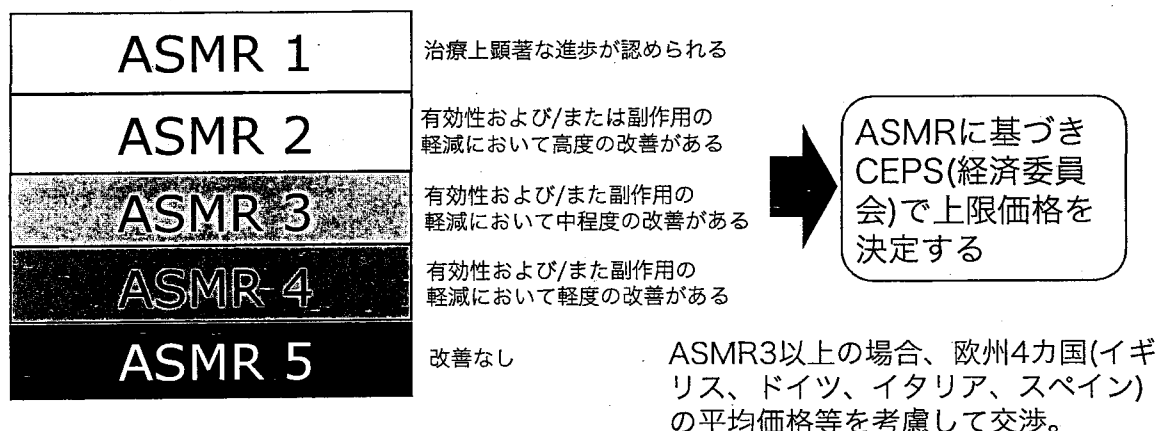 ASMR 1
治療上顕著な進歩が認められる
ASMR 2
有効性および/または副作用の
軽減において高度の改善がある
ASMR 3
有効性および/また副作用の
軽減において中程度の改善がある
ASMR 4
有効性および/また副作用の
軽減において軽度の改善がある
ASMR 5
改善なし
ASMRに基づき
CEPS(経済委員
会)で上限価格を
決定する
ASMR3以上の場合、欧州4カ国(イギ
リス、ドイツ、イタリア、スペイン)
の平均価格等を考慮して交渉。